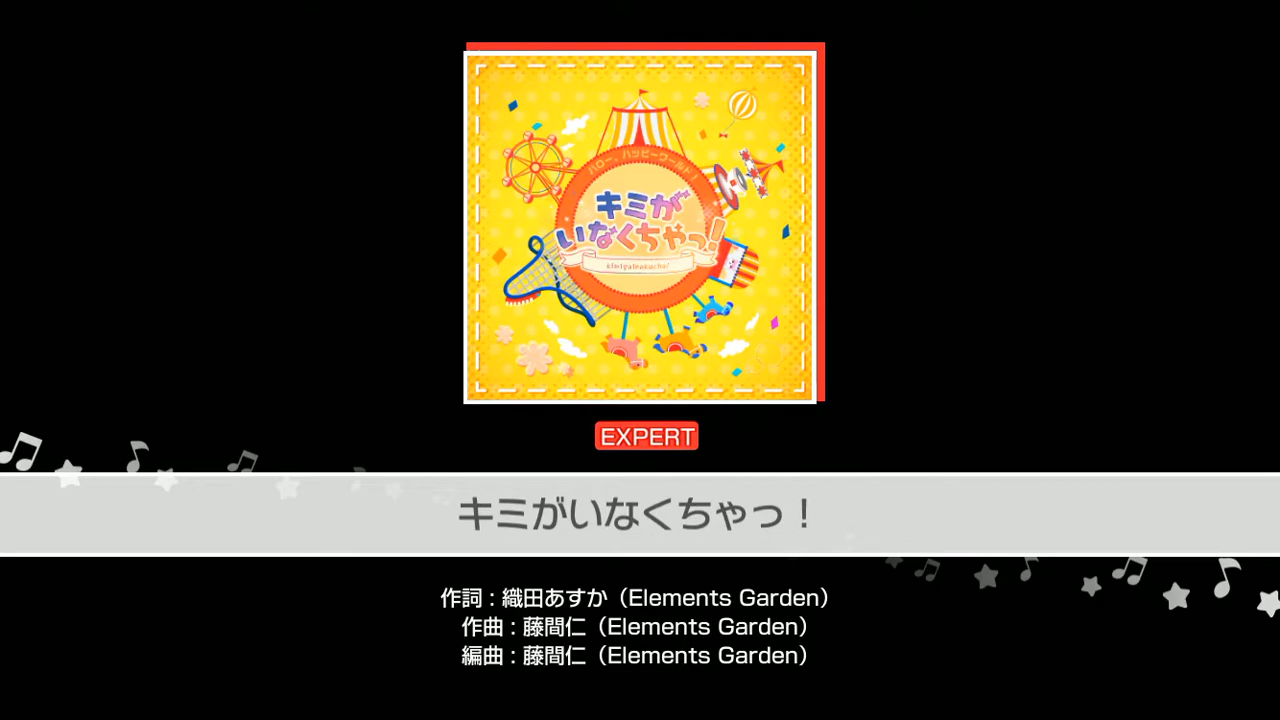 ハロー、ハッピーワールド！
キミが
いなくちゃっ！
kimigainakucha!
EXPERT
キミがいなくちゃっ！
作詞：織田あすか（Elements Garden）
作曲：藤間仁（Elements Garden）
編曲：藤間仁（Elements Garden）